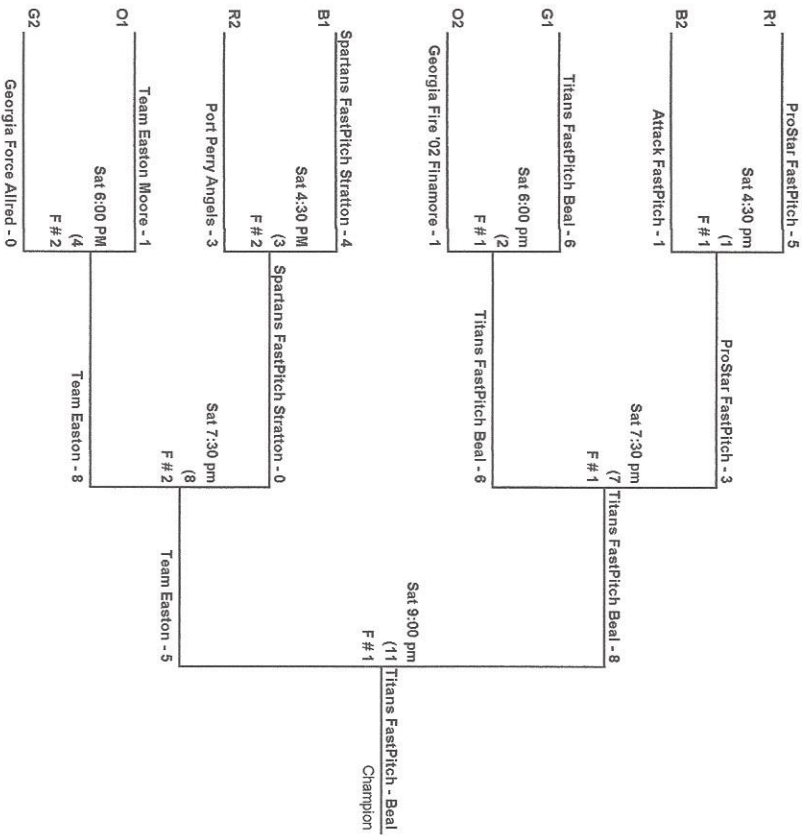 R1
ProStar FastPitch - 5
Sat 4:30 pm
(1
F # 1
B2
Attack FastPitch - 1
G1
Titans FastPitch Beal - 6
Sat 6:00 pm
(2
F # 1
O2
Georgia Fire '02 Finamore - 1
B1
Spartans FastPitch Stratton - 4
Sat 4:30 PM
(3
F # 2
R2
Port Perry Angels - 3
O1
Team Easton Moore - 1
Sat 6:00 PM
(4
F # 2
G2
Georgia Force Allred - 0
ProStar FastPitch - 3
Sat 7:30 pm
(7
F # 1
Titans FastPitch Beal - 6
Spartans FastPitch Stratton - 0
Sat 7:30 pm
(8
F # 2
Team Easton - 8
Titans FastPitch Beal - 8
Sat 9:00 pm
(11
F # 1
Team Easton - 5
Titans FastPitch - Beal
Champion